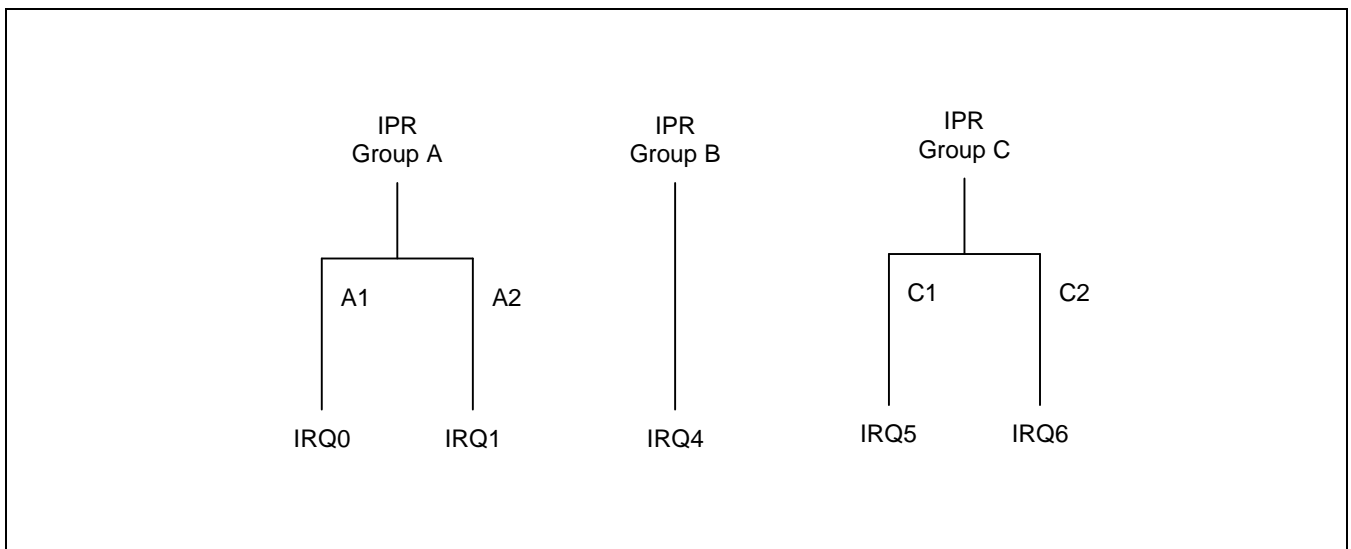 IPR
Group A
IPR
Group B
IPR
Group C
A1
A2
C1
C2
IRQ0
IRQ1
IRQ4
IRQ5
IRQ6